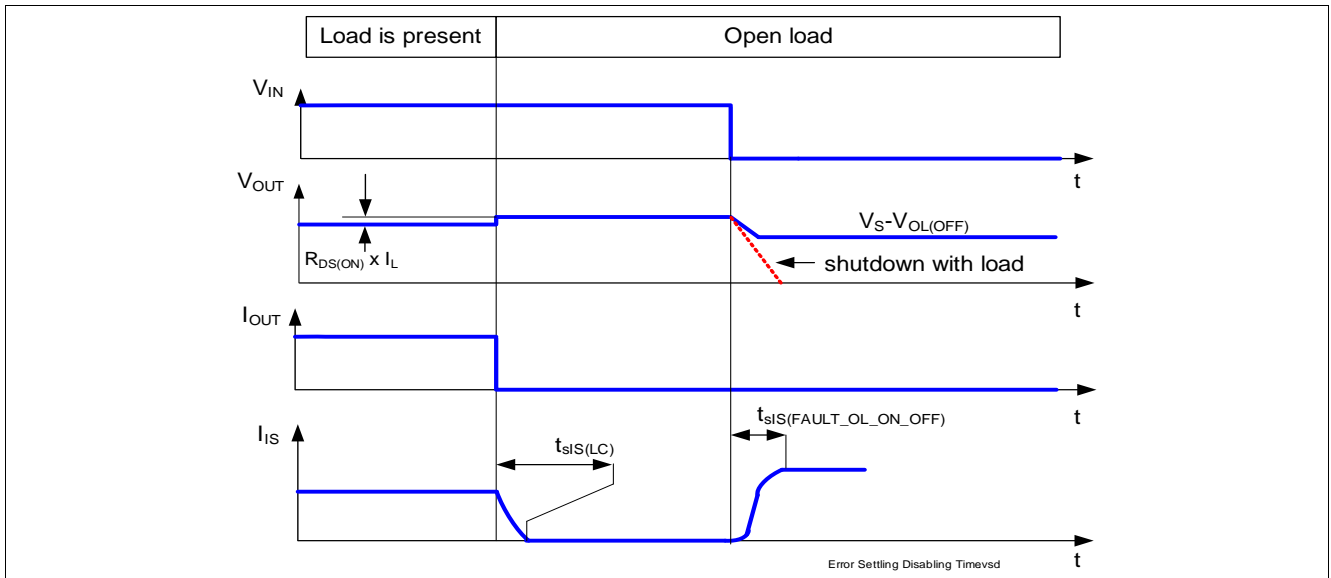 Load is present
Open load
VIN
t
VOUT
RDS(ON) x IL
VS-VOL(OFF)
shutdown with load
t
IOUT
t
IIS
tsIS(LC)
tsIS(FAULT_OL_ON_OFF)
t
Error Settling Disabling Timevsd